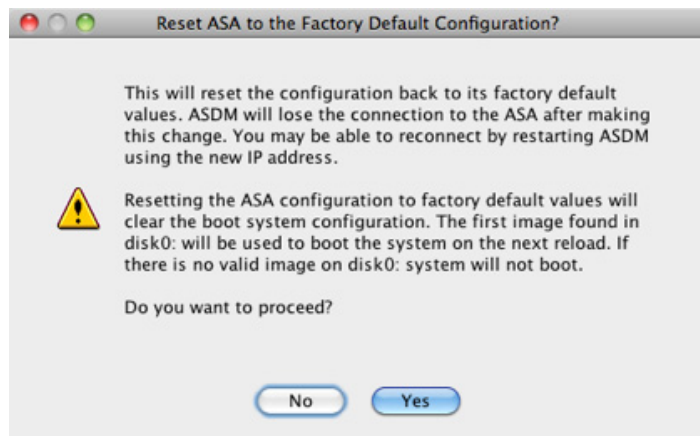 Reset ASA to the Factory Default Configuration?
This will reset the configuration back to its factory default
values. ASDM will lose the connection to the ASA after making
this change. You may be able to reconnect by restarting ASDM
using the new IP address.
Resetting the ASA configuration to factory default values will
clear the boot system configuration. The first image found in
disk0: will be used to boot the system on the next reload. If
there is no valid image on disk0: system will not boot.
Do you want to proceed?
No
Yes